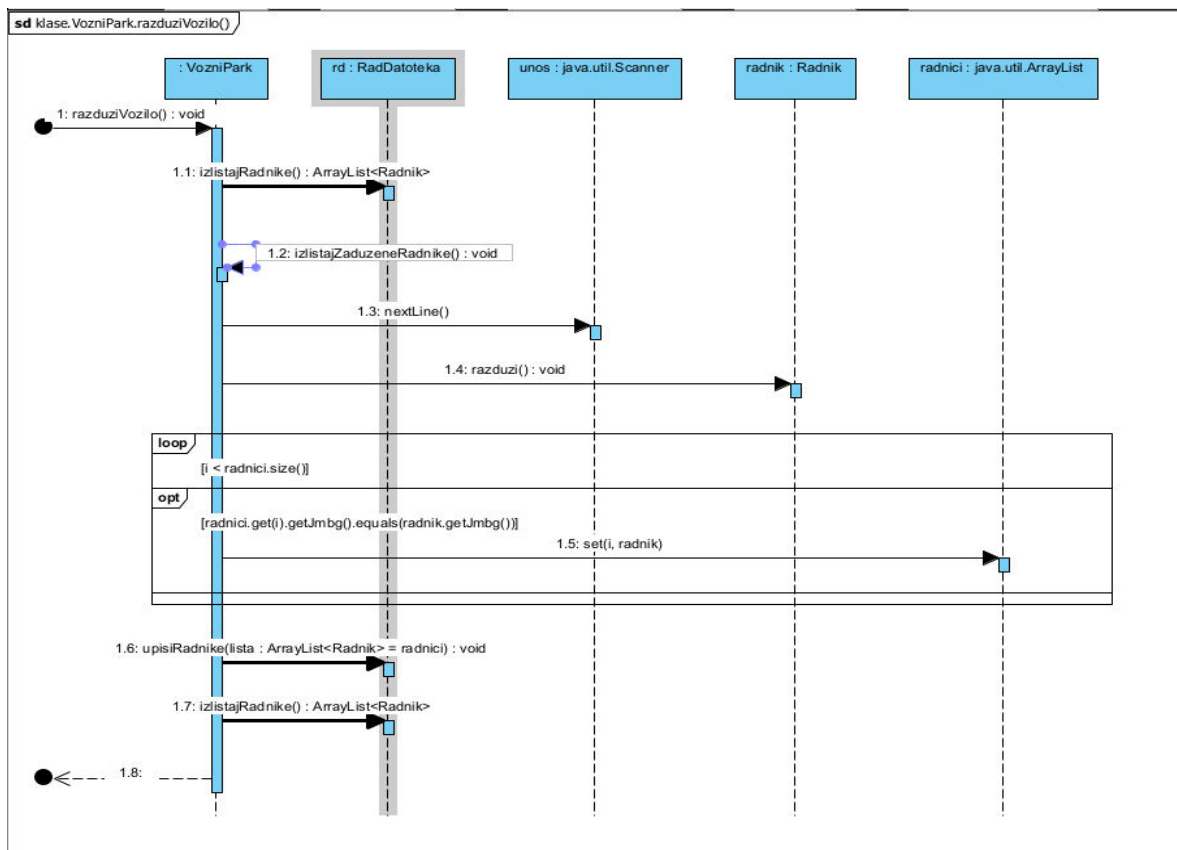 sd klase.VozniPark.razduziVozilo()
: VozniPark
rd : RadDatoteka
unos : java.util.Scanner
radnik : Radnik
radnici : java.util.ArrayList
1: razduziVozilo() : void
1.1: izlistajRadnike() : ArrayList<Radnik>
1.2: izlistajZaduzeneRadnike() : void
1.3: nextLine()
1.4: razduzi() : void
loop
[i < radnici.size()]
opt
[radnici.get(i).getJmbg().equals(radnik.getJmbg())]
1.5: set(i, radnik)
1.6: upisiRadnike(lista : ArrayList<Radnik> = radnici) : void
1.7: izlistajRadnike() : ArrayList<Radnik>
1.8: